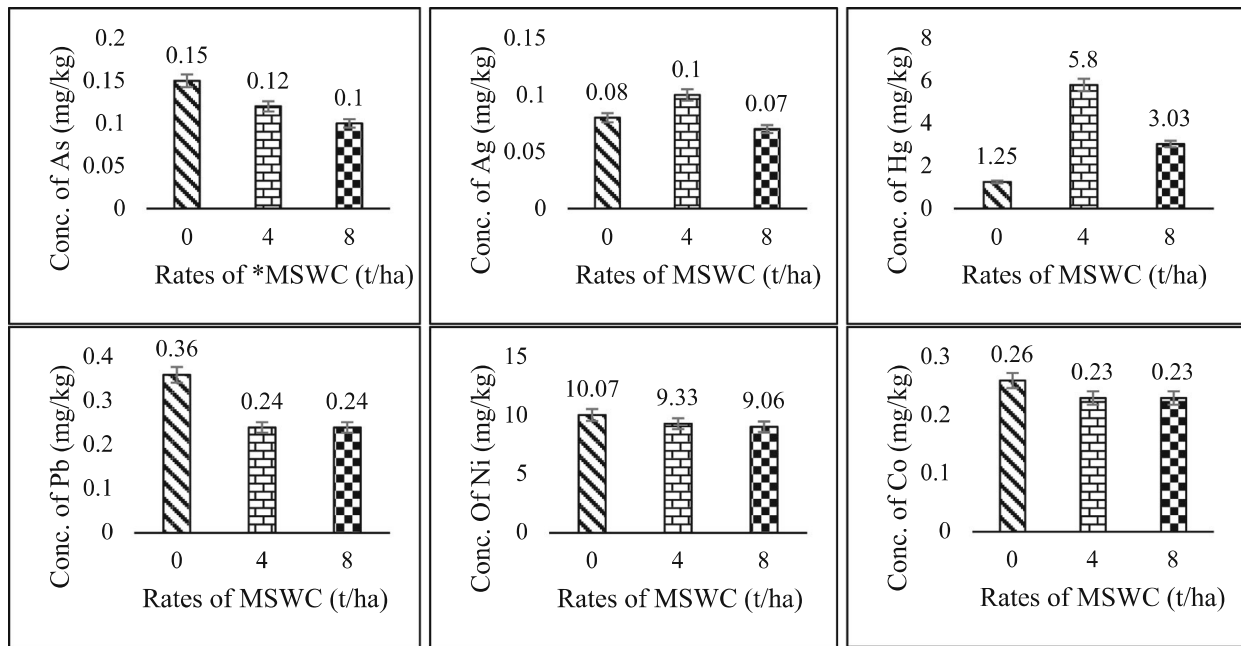 Conc. of As (mg/kg)
0.2
0.15
0.1
0.05
0
0.15
0.12
0.1
0 4 8
Rates of *MSWC (t/ha)
Conc. of Ag (mg/kg)
0.15
0.1
0.05
0
0.08
0.1
0.07
0 4 8
Rates of MSWC (t/ha)
Conc. of Hg (mg/kg)
8
6
4
2
0
1.25
5.8
3.03
0 4 8
Rates of MSWC (t/ha)
Conc. of Pb (mg/kg)
0.4
0.3
0.2
0.1
0
0.36
0.24
0.24
0 4 8
Rates of MSWC (t/ha)
Conc. Of Ni (mg/kg)
15
10
5
0
10.07
9.33
9.06
0 4 8
Rates of MSWC (t/ha)
Conc. of Co (mg/kg)
0.3
0.2
0.1
0
0.26
0.23
0.23
0 4 8
Rates of MSWC (t/ha)